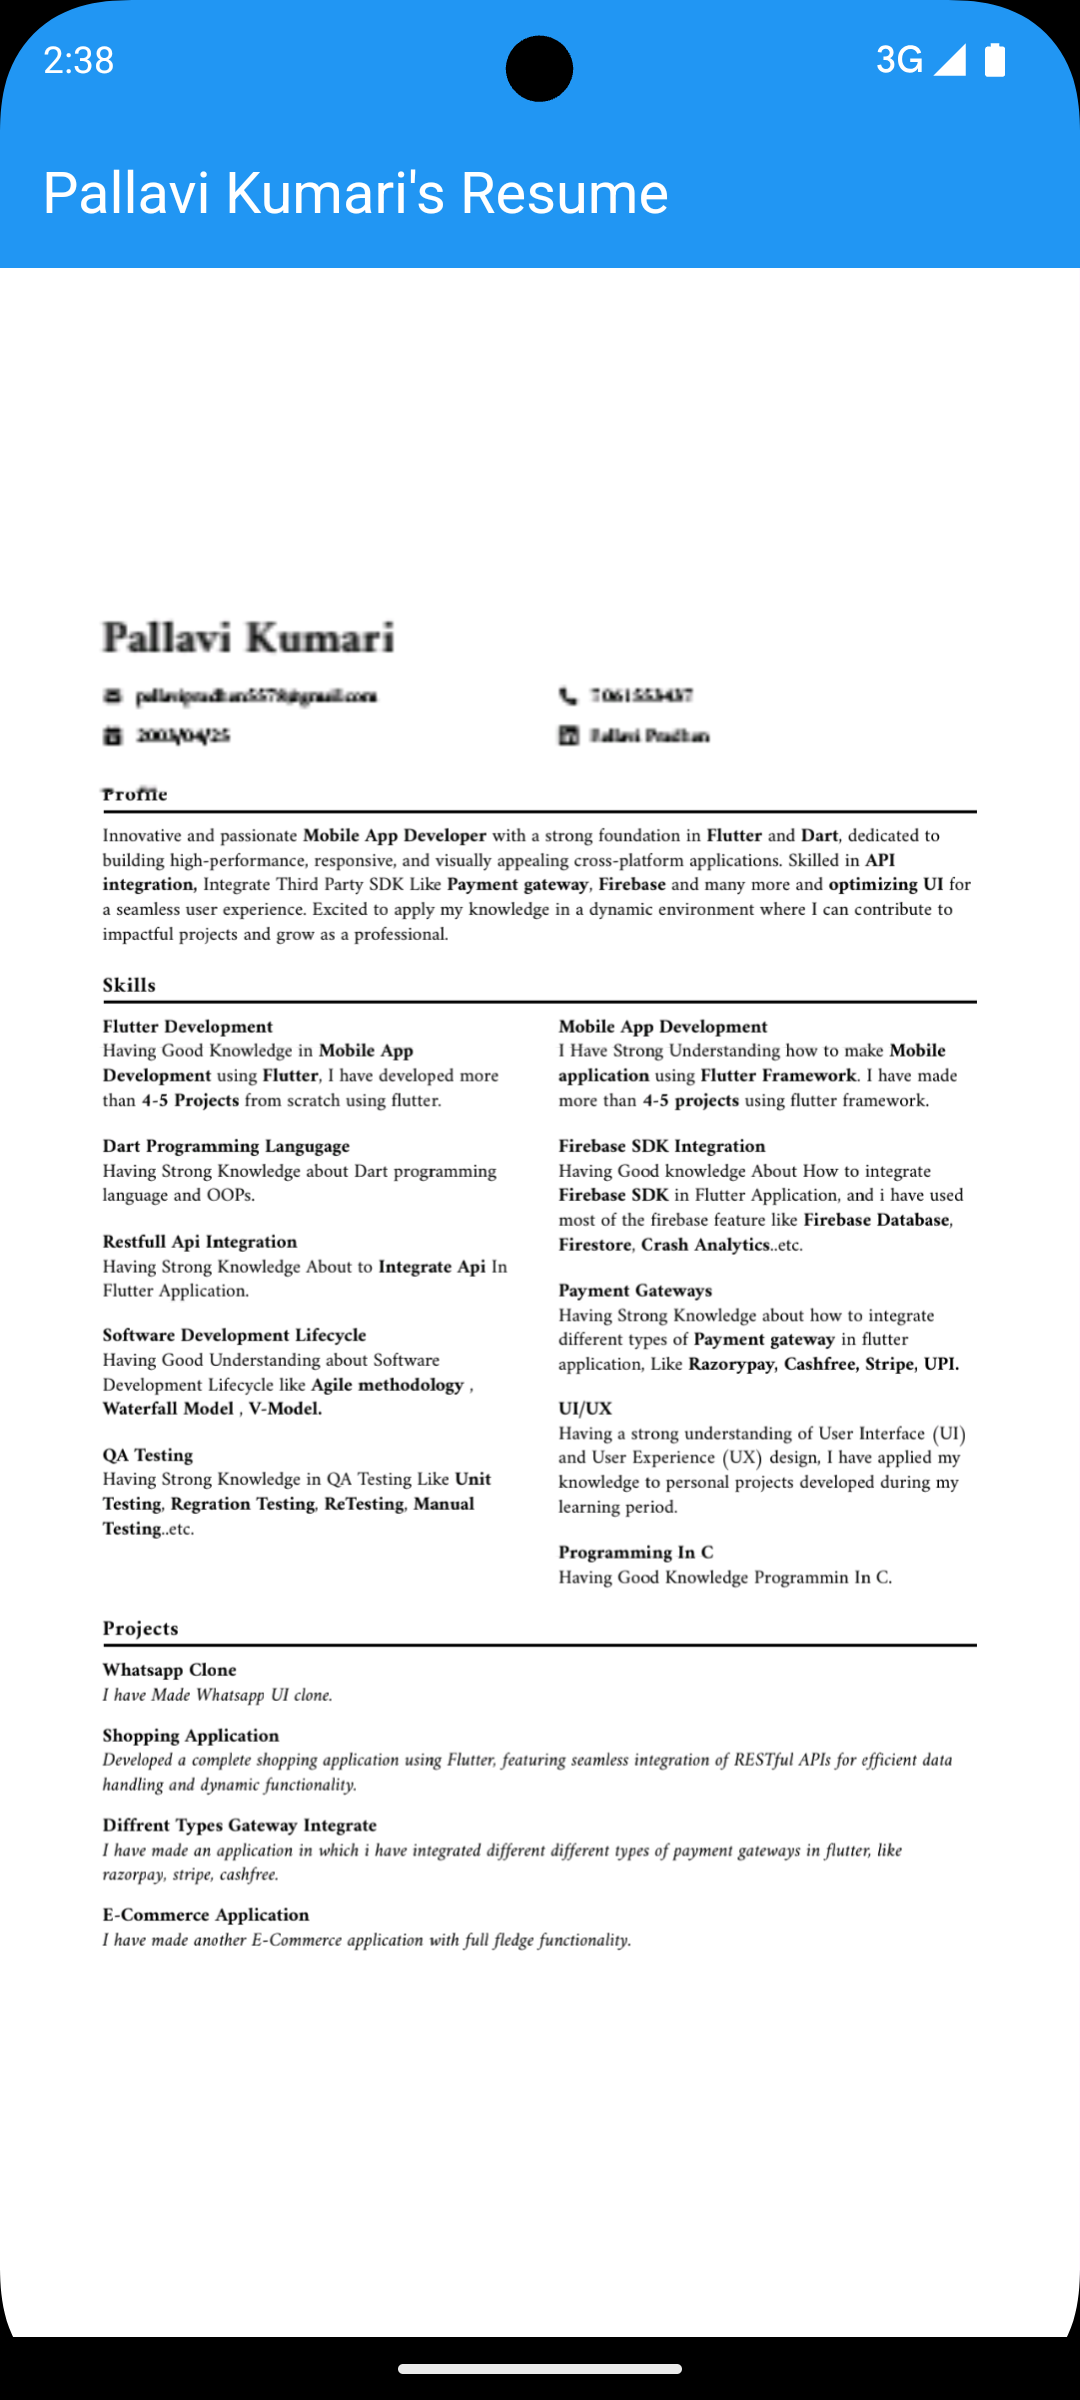 2:38
3G
Pallavi Kumari's Resume
Pallavi Kumari
7061553437
2003/04/25
Pallavi Pradhan
Profile
Innovative and passionate Mobile App Developer with a strong foundation in Flutter and Dart, dedicated to
building high-performance, responsive, and visually appealing cross-platform applications. Skilled in API
integration, Integrate Third Party SDK Like Payment gateway, Firebase and many more and optimizing UI for
a seamless user experience. Excited to apply my knowledge in a dynamic environment where I can contribute to
impactful projects and grow as a professional.
Skills
Flutter Development
Having Good Knowledge in Mobile App
Development using Flutter, I have developed more
than 4-5 Projects from scratch using flutter.
Dart Programming Langugage
Having Strong Knowledge about Dart programming
language and OOPs.
Restfull Api Integration
Having Strong Knowledge About to Integrate Api In
Flutter Application.
Software Development Lifecycle
Having Good Understanding about Software
Development Lifecycle like Agile methodology ,
Waterfall Model , V-Model.
QA Testing
Having Strong Knowledge in QA Testing Like Unit
Testing, Regration Testing, ReTesting, Manual
Testing..etc.
Mobile App Development
I Have Strong Understanding how to make Mobile
application using Flutter Framework. I have made
more than 4-5 projects using flutter framework.
Firebase SDK Integration
Having Good knowledge About How to integrate
Firebase SDK in Flutter Application, and i have used
most of the firebase feature like Firebase Database,
Firestore, Crash Analytics..etc.
Payment Gateways
Having Strong Knowledge about how to integrate
different types of Payment gateway in flutter
application, Like Razorypay, Cashfree, Stripe, UPI.
UI/UX
Having a strong understanding of User Interface (UI)
and User Experience (UX) design, I have applied my
knowledge to personal projects developed during my
learning period.
Programming In C
Having Good Knowledge Programmin In C.
Projects
Whatsapp Clone
I have Made Whatsapp UI clone.
Shopping Application
Developed a complete shopping application using Flutter, featuring seamless integration of RESTful APIs for efficient data
handling and dynamic functionality.
Diffrent Types Gateway Integrate
I have made an application in which i have integrated different different types of payment gateways in flutter, like
razorpay, stripe, cashfree.
E-Commerce Application
I have made another E-Commerce application with full fledge functionality.